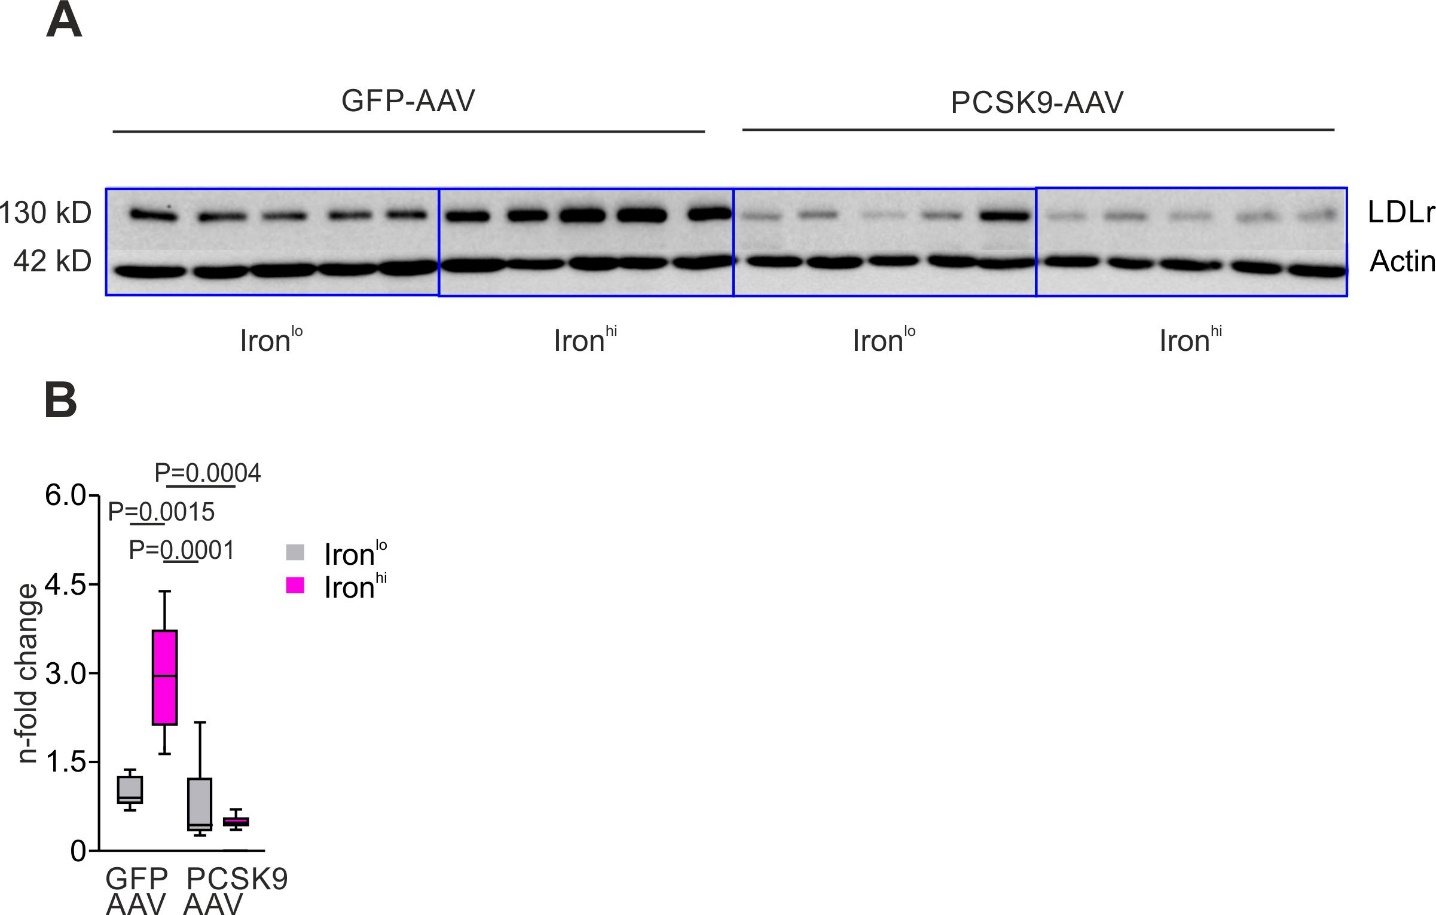 A
GFP-AAV
PCSK9-AAV
130 kD
LDLr
42 kD
Actin
Iron^lo
Iron^hi
Iron^lo
Iron^hi
B
P=0.0004
P=0.0015
P=0.0001
6.0
4.5
3.0
1.5
0
n-fold change
Iron^lo
Iron^hi
GFP
AAV
PCSK9
AAV